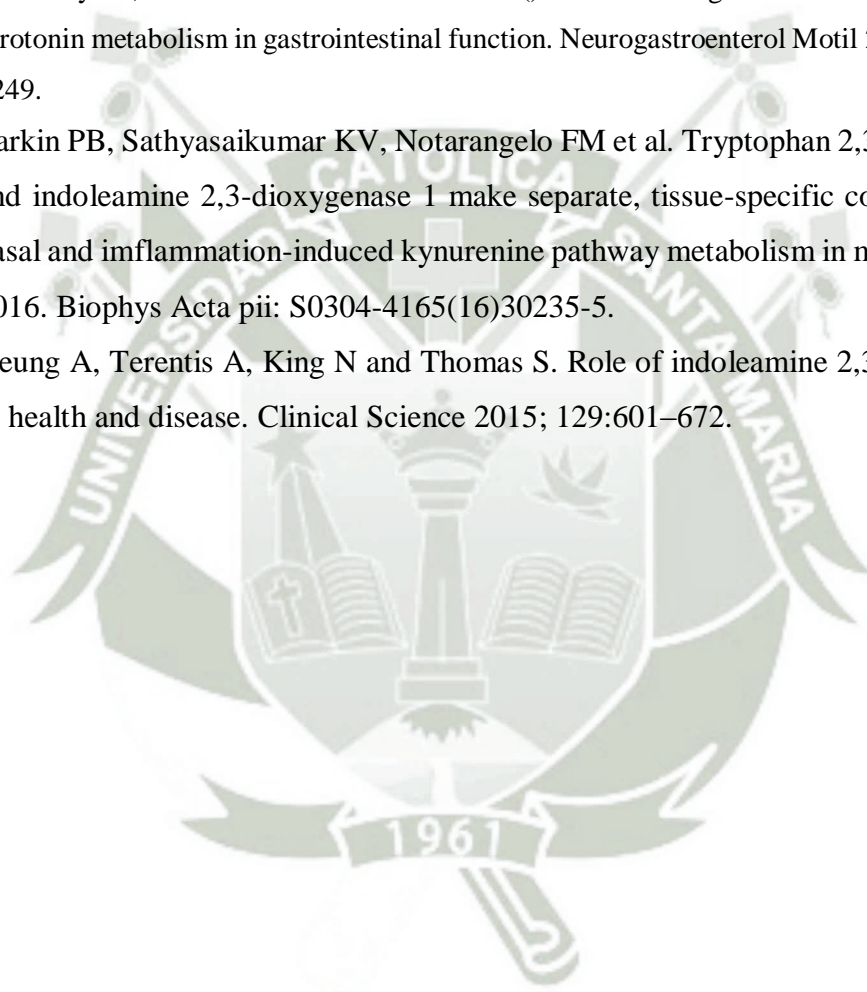 rotonin metabolism in gastrointestinal function. Neurogastroenterol Motil
249.
arkin PB, Sathyasaikumar KV, Notarangelo FM et al. Tryptophan 2,3
nd indoleamine 2,3-dioxygenase 1 make separate, tissue-specific co
asal and imflammation-induced kynurenine pathway metabolism in
016. Biophys Acta pii: S0304-4165(16)30235-5.
eung A, Terentis A, King N and Thomas S. Role of indoleamine 2,3
health and disease. Clinical Science 2015; 129:601–672.
CATOLICA
UNIVERSIDAD
SANTA MARIA
1961